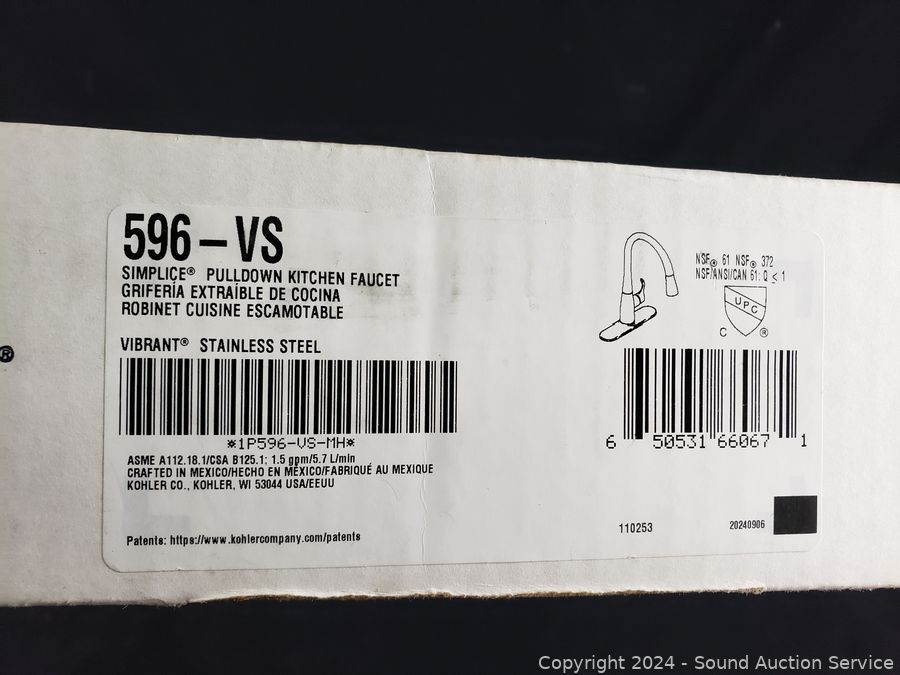 596-VS
SIMPLICE® PULLDOWN KITCHEN FAUCET
GRIFERÍA EXTRAÍBLE DE COCINA
ROBINET CUISINE ESCAMOTABLE
VIBRANT® STAINLESS STEEL
*1P596-VS-MH*
ASME A112.18.1/CSA B125.1: 1.5 gpm/5.7 L/min
CRAFTED IN MEXICO/HECHO EN MÉXICO/FABRIQUÉ AU MEXIQUE
KOHLER CO., KOHLER, WI 53044 USA/EEUU
Patents: https://www.kohlercompany.com/patents
NSF® 61 NSF® 372
NSF/ANSI/CAN 61: Q ≤ 1
UPC
C ®
6 50531 66067 1
110253
20240906
®
Copyright 2024 - Sound Auction Service